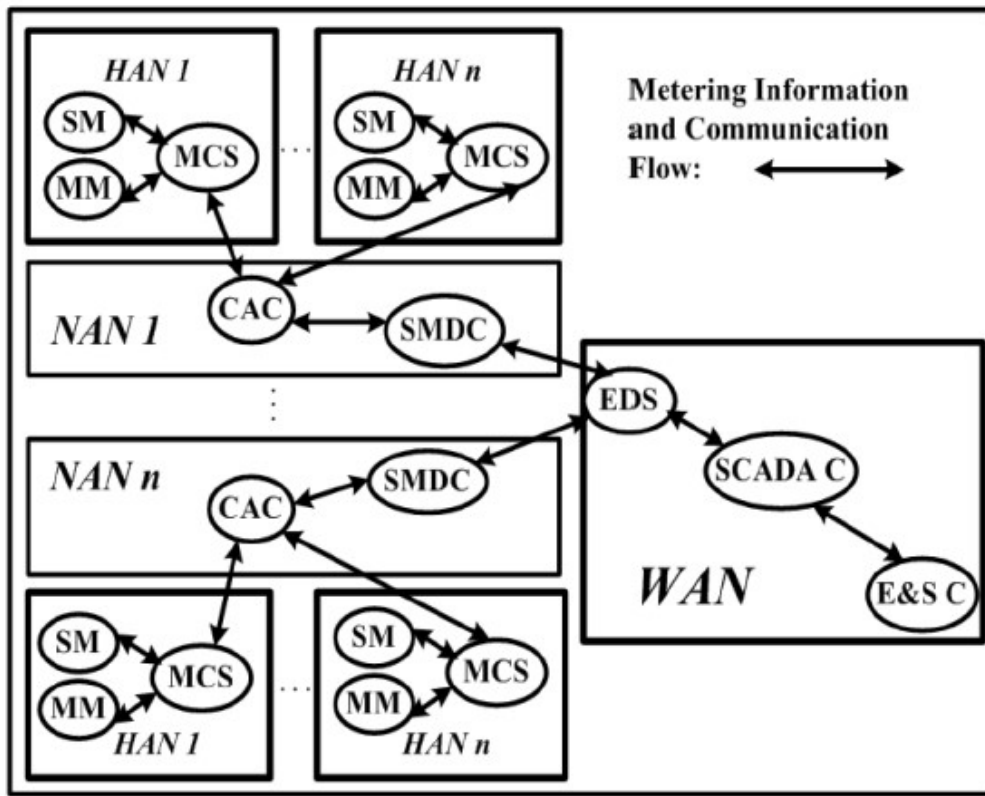 HAN 1
SM
MM
MCS
HAN n
SM
MM
MCS
Metering Information
and Communication
Flow:
NAN 1
CAC
SMDC
NAN n
CAC
SMDC
EDS
SCADA C
E&S C
WAN
SM
MM
MCS
HAN 1
SM
MM
MCS
HAN n